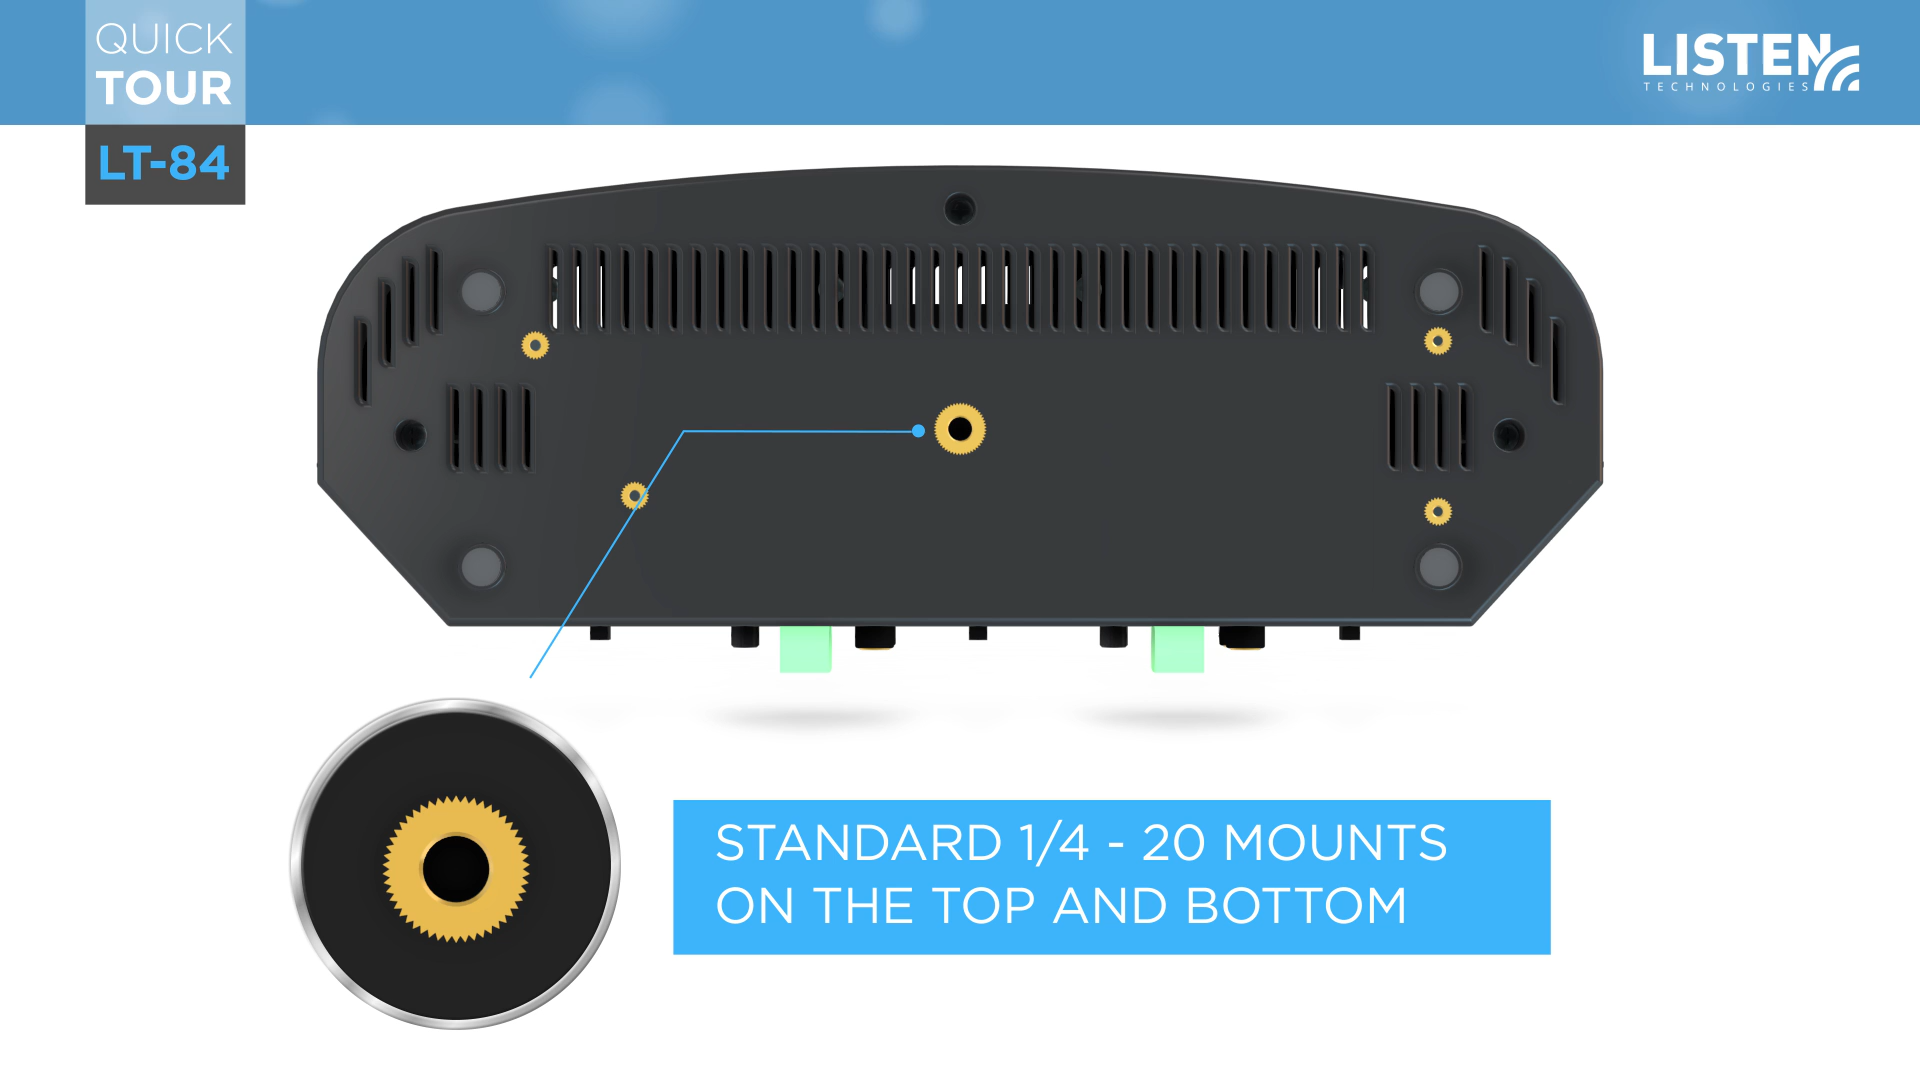 QUICK
TOUR
LT-84
LISTEN
TECHNOLOGIES
STANDARD 1/4 - 20 MOUNTS
ON THE TOP AND BOTTOM